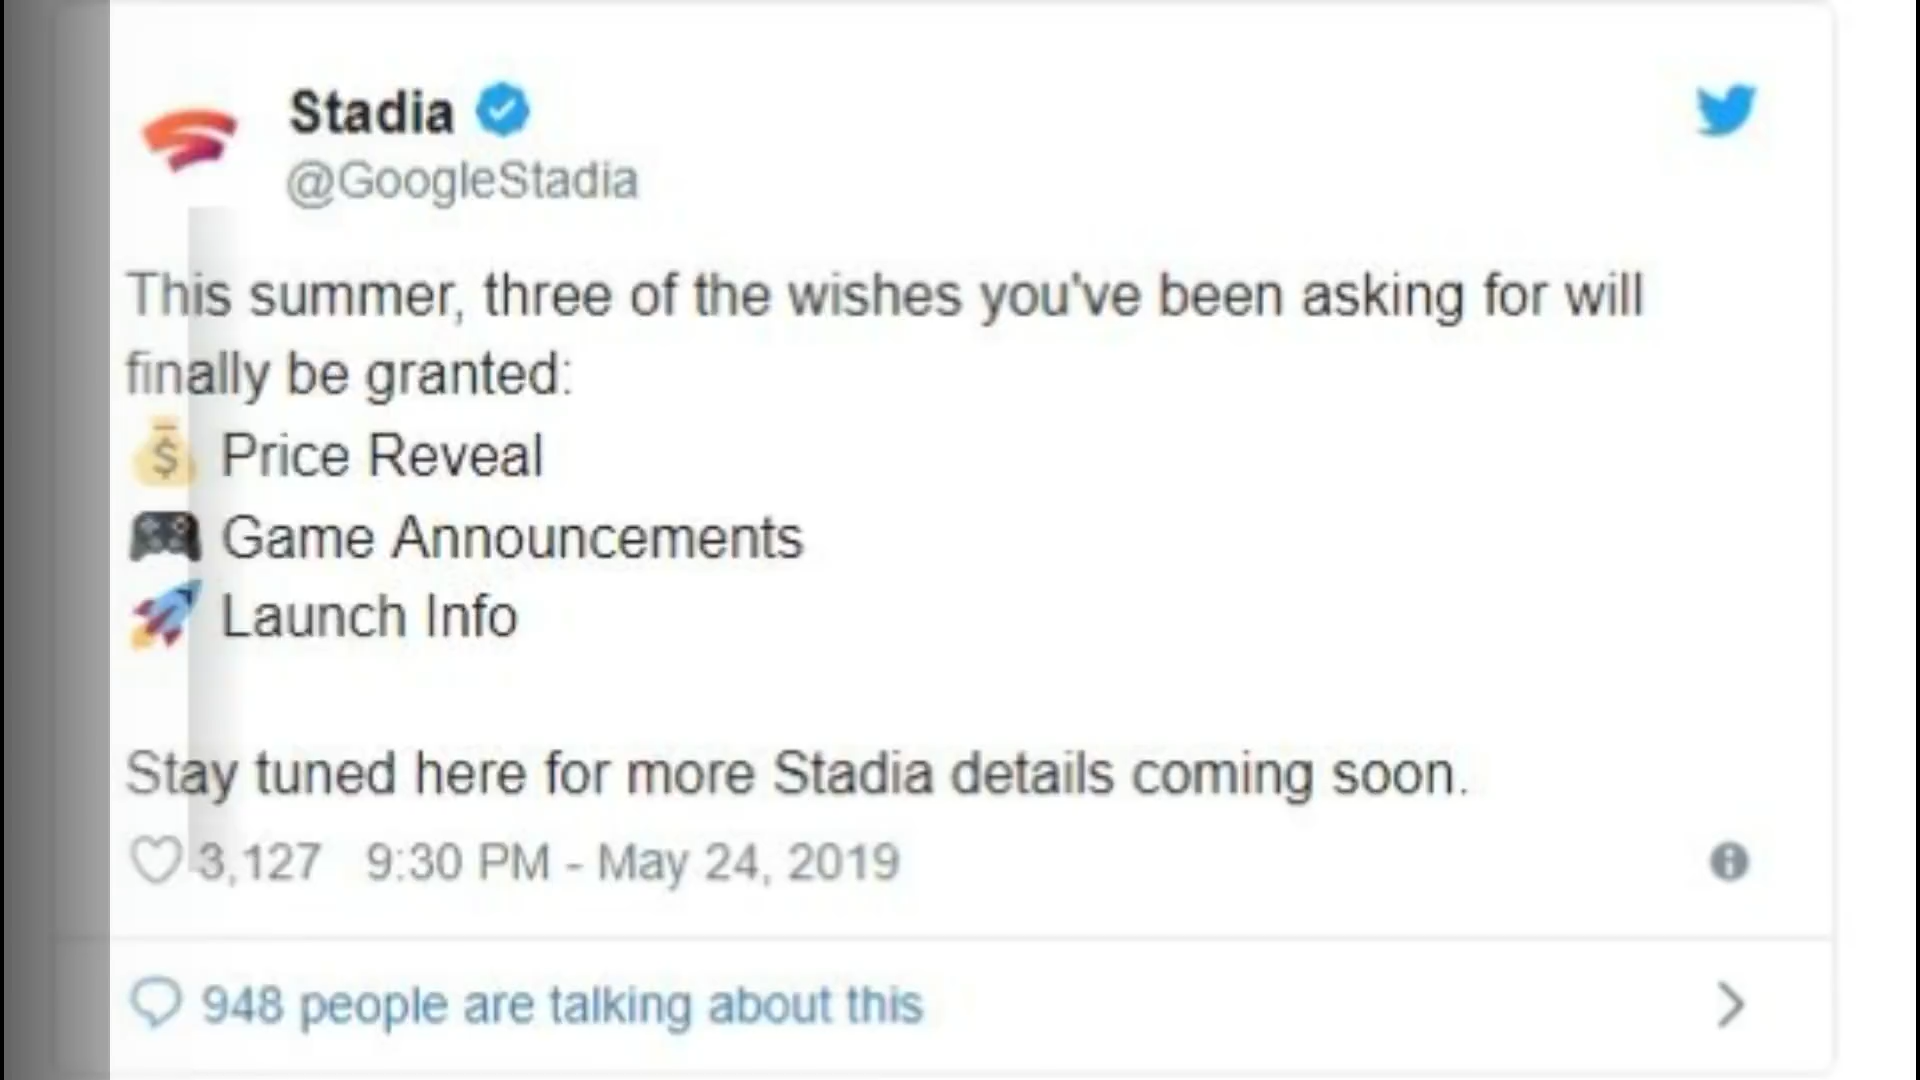 Stadia
@GoogleStadia
This summer, three of the wishes you've been asking for will
finally be granted:
💰 Price Reveal
🎮 Game Announcements
🚀 Launch Info
Stay tuned here for more Stadia details coming soon.
3,127 9:30 PM - May 24, 2019
948 people are talking about this